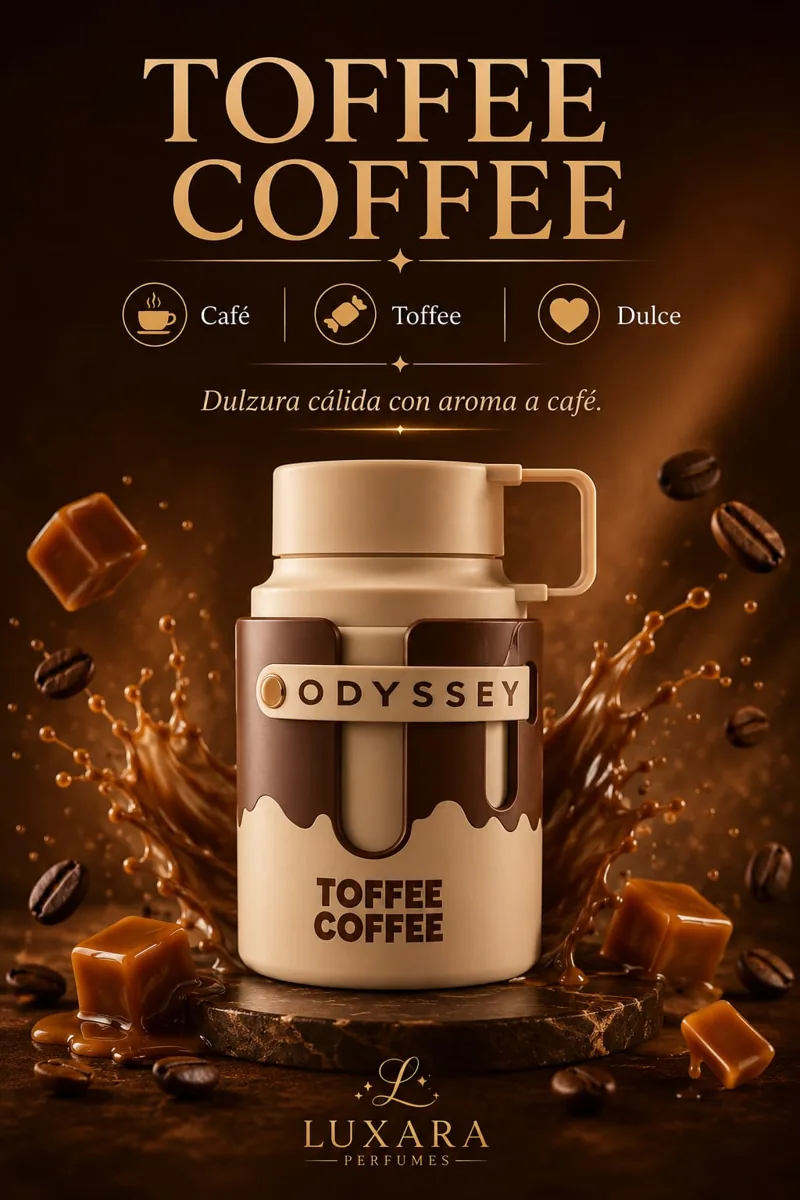 TOFFEE
COFFEE
Café
Toffee
Dulce
Dulzura cálida con aroma a café.
ODYSSEY
TOFFEE
COFFEE
L
LUXARA
PERFUMES